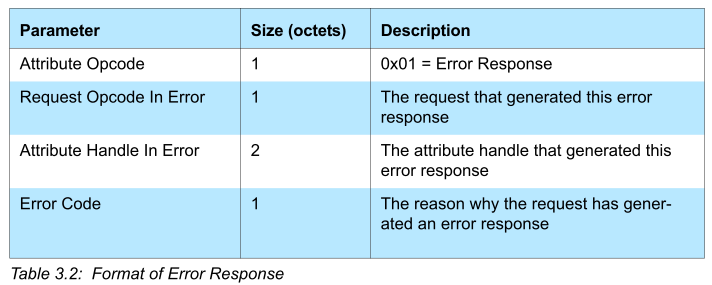 Parameter Size (octets) Description
Attribute Opcode 1 0x01 = Error Response
Request Opcode In Error 1 The request that generated this error
response
Attribute Handle In Error 2 The attribute handle that generated this
error response
Error Code 1 The reason why the request has gener-
ated an error response
Table 3.2: Format of Error Response